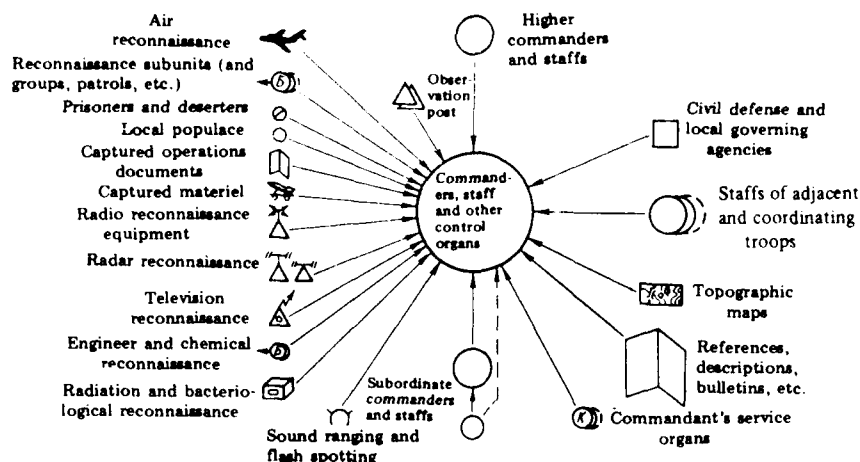 Air
reconnaissance
Reconnaissance subunits (and
groups, patrols, etc.)
Prisoners and deserters
Local populace
Captured operations
documents
Captured materiel
Radio reconnaissance
equipment
Radar reconnaissance
Television
reconnaissance
Engineer and chemical
reconnaissance
Radiation and bacterio-
logical reconnaissance
Sound ranging and
flash spotting
Subordinate
commanders
and staffs
Obser-
vation
post
Higher
commanders
and staffs
Command-
ers, staff
and other
control
organs
Civil defense and
local governing
agencies
Staffs of adjacent
and coordinating
troops
Topographic
maps
References,
descriptions,
bulletins, etc.
K
Commandant's service
organs